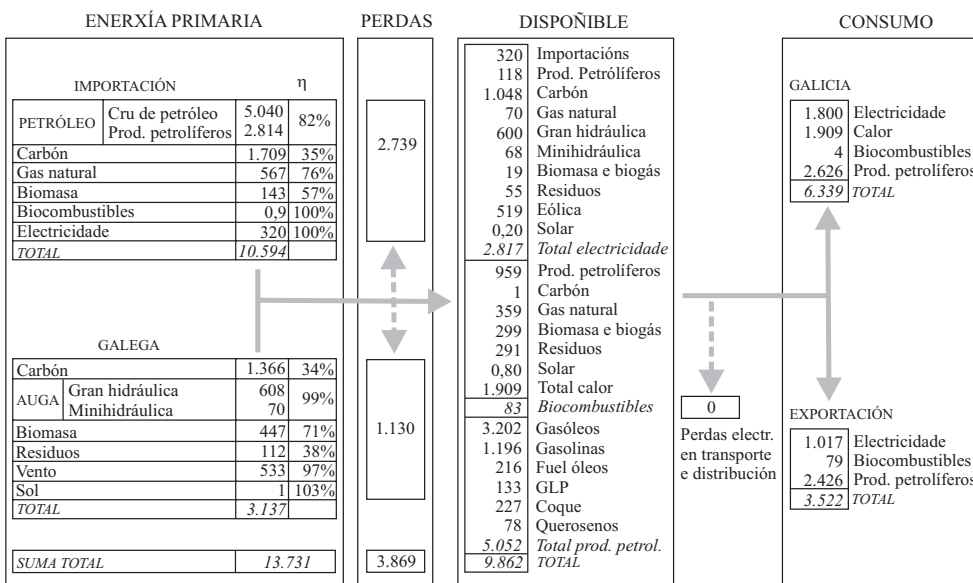 ENERXÍA PRIMARIA
IMPORTACIÓN η
PETRÓLEO
Cru de petróleo 5.040
Prod. petrolíferos 2.814
82%
Carbón 1.709 35%
Gas natural 567 76%
Biomasa 143 57%
Biocombustibles 0,9 100%
Electricidade 320 100%
TOTAL 10.594
GALEGA
Carbón 1.366 34%
AUGA
Gran hidráulica 608
Minihidráulica 70
99%
Biomasa 447 71%
Residuos 112 38%
Vento 533 97%
Sol 1 103%
TOTAL 3.137
SUMA TOTAL 13.731
PERDAS
2.739
1.130
3.869
DISPOÑIBLE
320 Importacións
118 Prod. Petrólíferos
1.048 Carbón
70 Gas natural
600 Gran hidráulica
68 Minihidráulica
19 Biomasa e biogás
55 Residuos
519 Eólica
0,20 Solar
2.817 Total electricidade
959 Prod. petrolíferos
1 Carbón
359 Gas natural
299 Biomasa e biogás
291 Residuos
0,80 Solar
1.909 Total calor
83 Biocombustibles
3.202 Gasóleos
1.196 Gasolinas
216 Fuel óleos
133 GLP
227 Coque
78 Querosenos
5.052 Total prod. petrol.
9.862 TOTAL
0
Perdas electr.
en transporte
e distribución
CONSUMO
GALICIA
1.800 Electricidade
1.909 Calor
4 Biocombustibles
2.626 Prod. petrolíferos
6.339 TOTAL
EXPORTACIÓN
1.017 Electricidade
79 Biocombustibles
2.426 Prod. petrolíferos
3.522 TOTAL